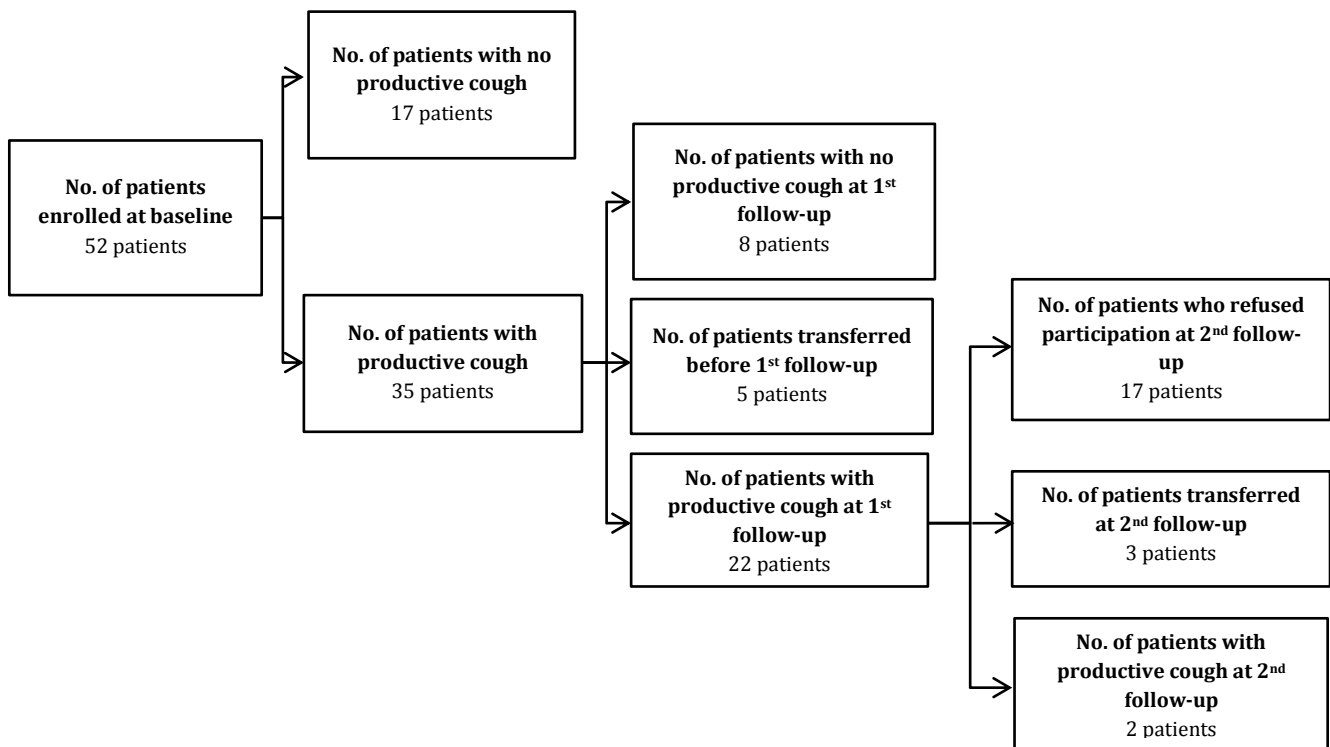 No. of patients
enrolled at baseline
52 patients
No. of patients with no
productive cough
17 patients
No. of patients with
productive cough
35 patients
No. of patients with no
productive cough at 1st
follow-up
8 patients
No. of patients transferred
before 1st follow-up
5 patients
No. of patients with
productive cough at 1st
follow-up
22 patients
No. of patients who refused
participation at 2nd follow-
up
17 patients
No. of patients transferred
at 2nd follow-up
3 patients
No. of patients with
productive cough at 2nd
follow-up
2 patients